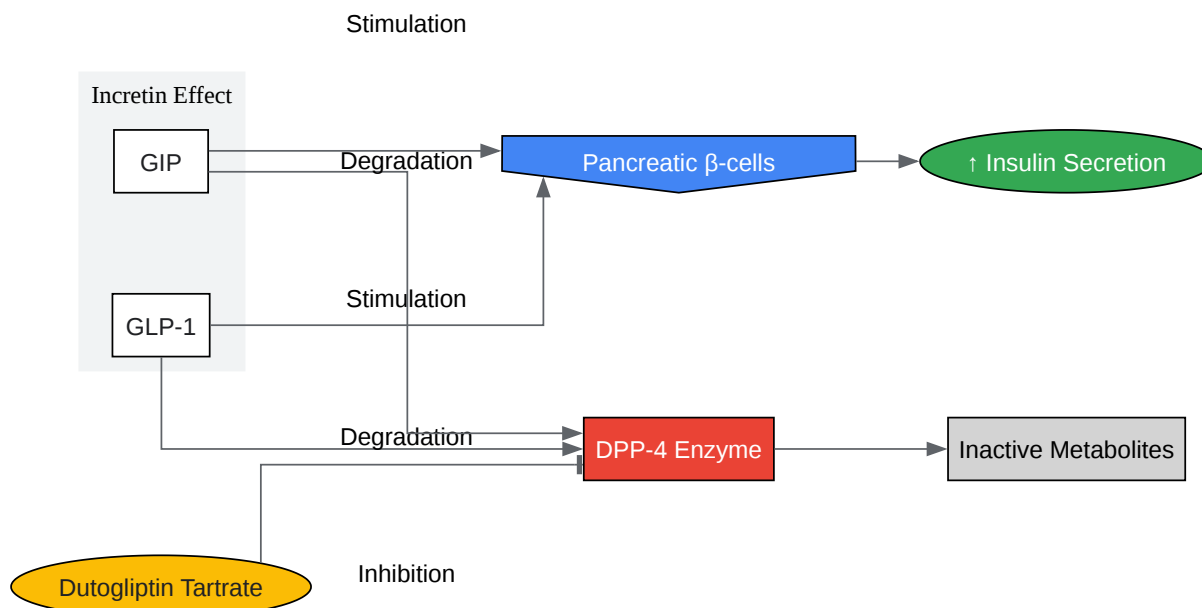 Stimulation
Incretin Effect
GIP
Degradation
Pancreatic β-cells
↑ Insulin Secretion
Stimulation
GLP-1
Degradation
DPP-4 Enzyme
Inactive Metabolites
Inhibition
Dutogliptin Tartrate